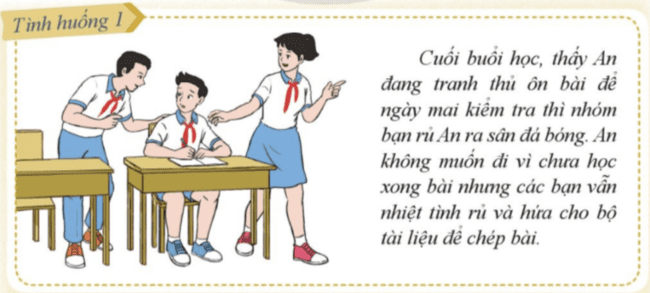 Tình huống 1
Cuối buổi học, thấy An
đang tranh thủ ôn bài để
ngày mai kiểm tra thì nhóm
bạn rủ An ra sân đá bóng. An
không muốn đi vì chưa học
xong bài nhưng các bạn vẫn
nhiệt tình rủ và hứa cho bộ
tài liệu để chép bài.